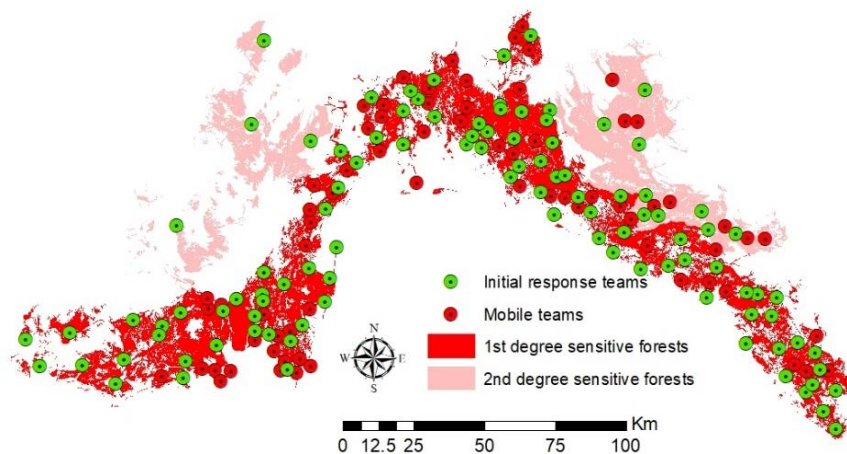 Initial response teams
Mobile teams
1st degree sensitive forests
2nd degree sensitive forests
N
W E
S
Km
0 12.5 25 50 75 100